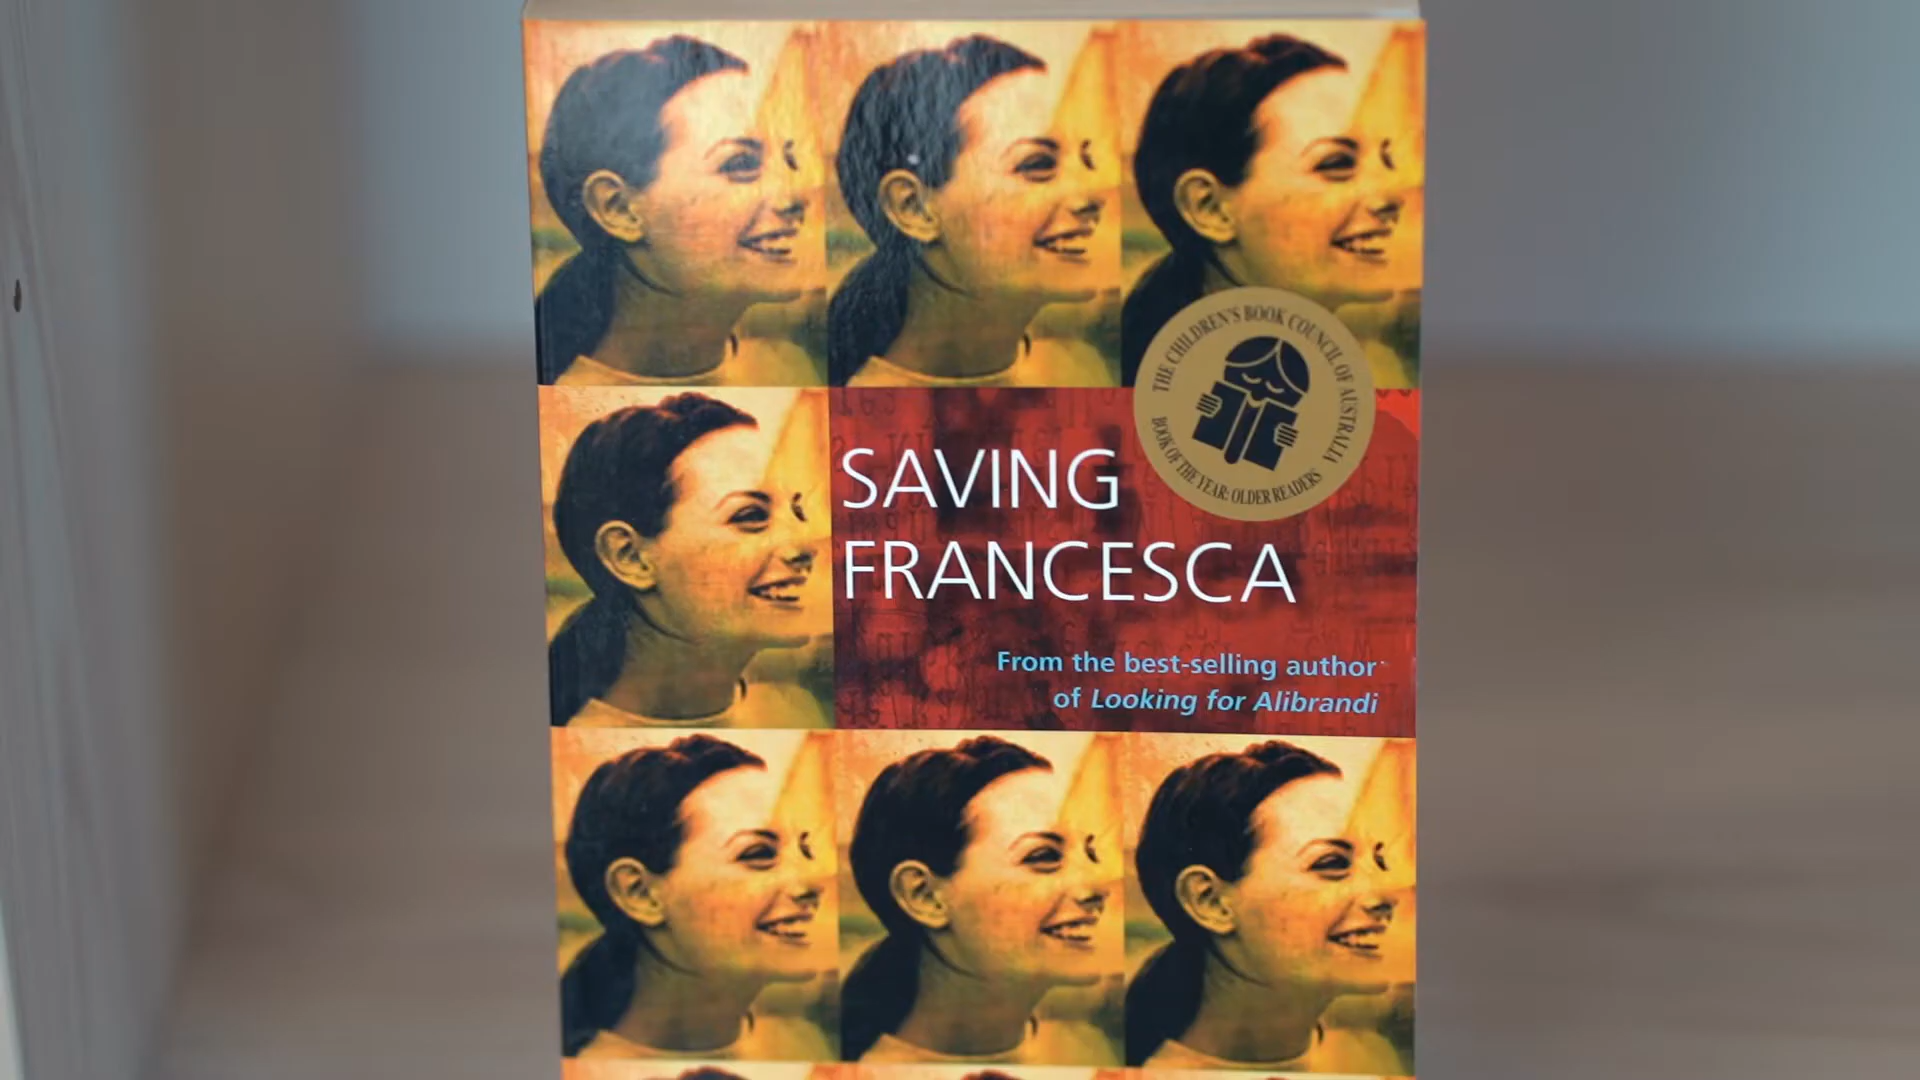 THE CHILDREN'S BOOK COUNCIL OF AUSTRALIA
BOOK OF THE YEAR: OLDER READERS
SAVING
FRANCESCA
From the best-selling author
of Looking for Alibrandi